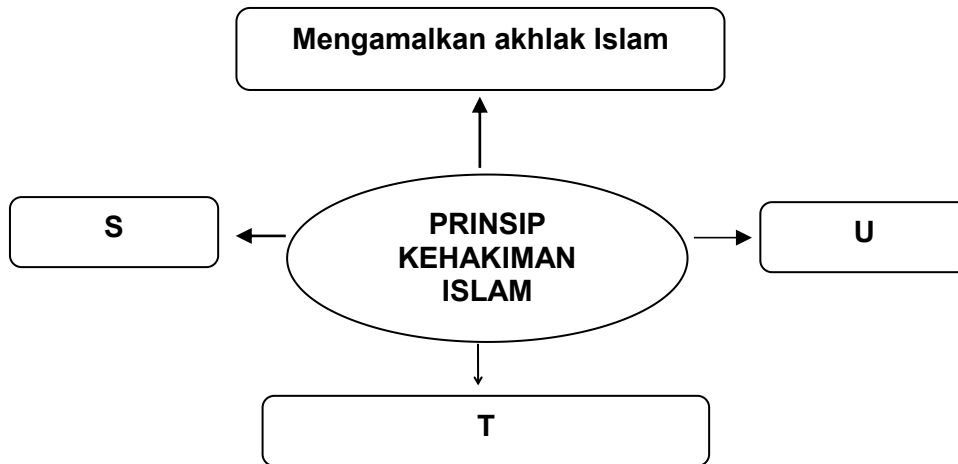 Mengamalkan akhlak Islam
S
PRINSIP
KEHAKIMAN
ISLAM
U
T